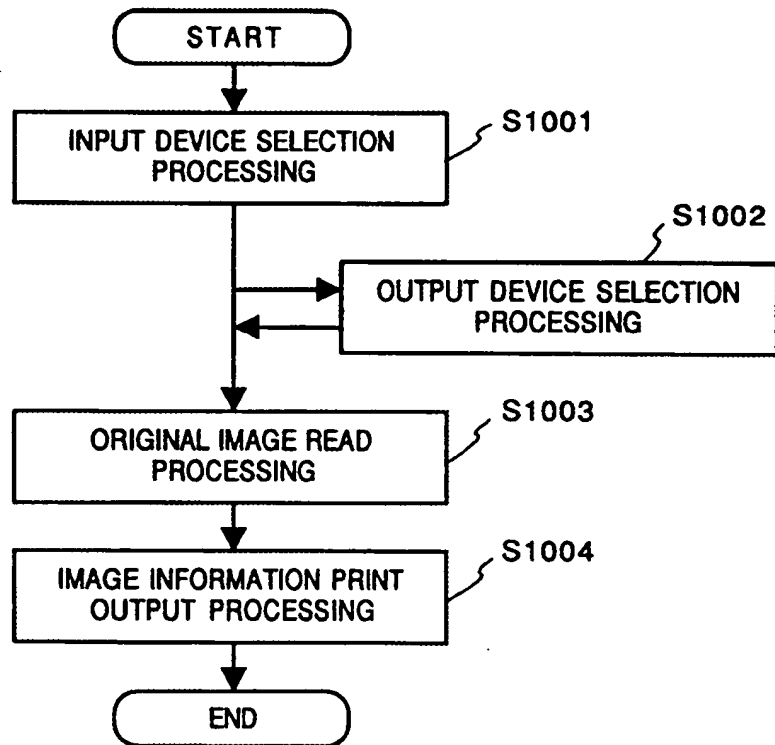 START
INPUT DEVICE SELECTION
PROCESSING
S1001
S1002
OUTPUT DEVICE SELECTION
PROCESSING
S1003
ORIGINAL IMAGE READ
PROCESSING
S1004
IMAGE INFORMATION PRINT
OUTPUT PROCESSING
END